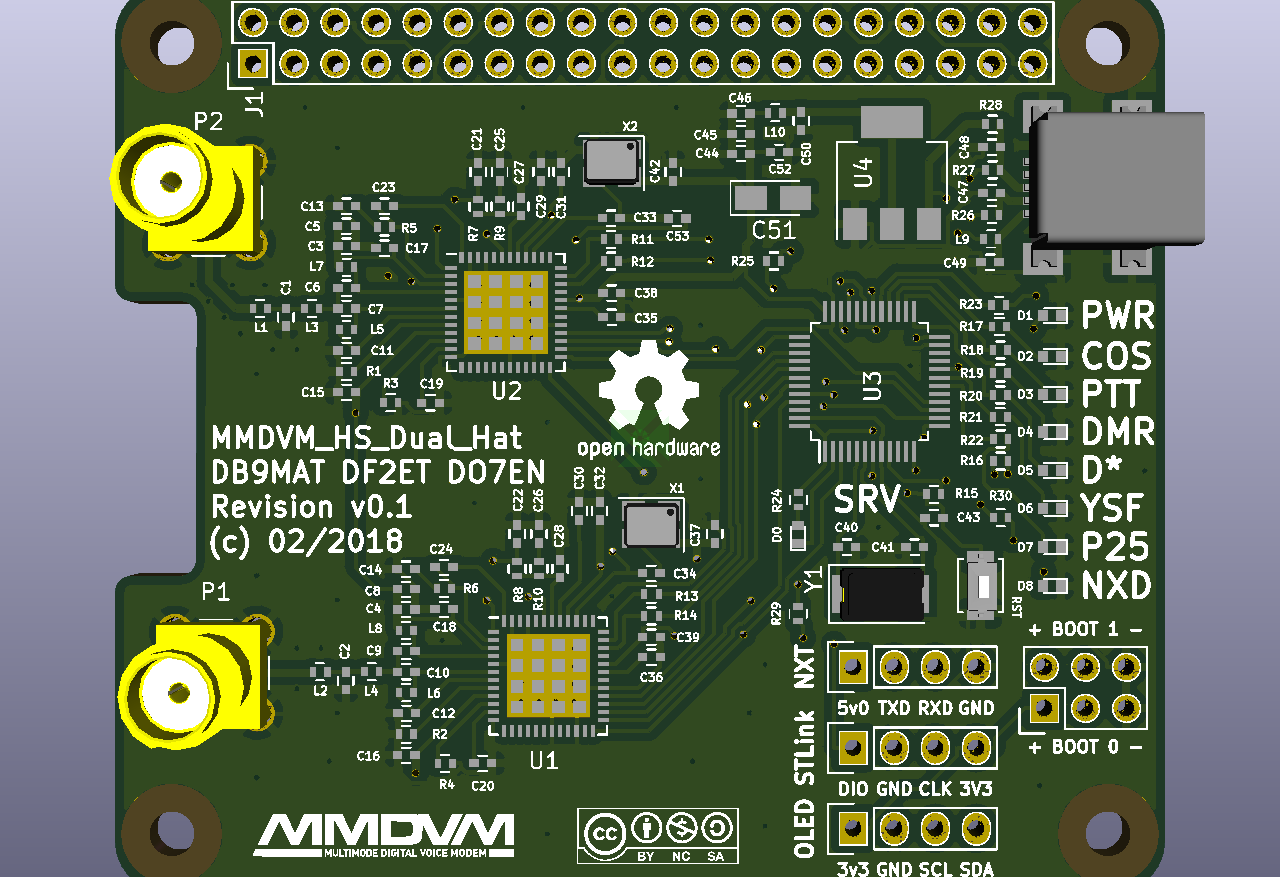 J1
P2
C46
R28
X2
C21
C25
C27
C29
C31
C42
C45
C44
L10
C50
C52
U4
C48
R27
C47
R26
L9
C49
C51
C23
C13
C5
R5
C3
C17
L7
C6
C1
L1
L3
C7
L5
C11
R1
C15
R3
C19
R7
R9
C33
C53
R11
R12
R25
C38
C35
U2
U3
R23
R17
R18
R19
R20
R21
R22
R16
D1 PWR
D2 COS
D3 PTT
D4 DMR
D5 D*
D6 YSF
D7 P25
D8 NXD
open hardware
MMDVM_HS_Dual_Hat
DB9MAT DF2ET DO7EN
Revision v0.1
(c) 02/2018
C22
C26
C28
C30
C32
X1
C37
R24
D0
SRV
C40
C41
R15
C43
R30
Y1
RST
R29
P1
C24
C14
C8
R6
C4
C18
L8
C9
C2
L2
L4
C10
L6
C12
R2
C16
R4
C20
R8
R10
C34
R13
R14
C39
C36
U1
+ BOOT 1 -
+ BOOT 0 -
NXT
5v0 TXD RXD GND
STLink
DIO GND CLK 3V3
OLED
3v3 GND SCL SDA
MMDVM
MULTIMODE DIGITAL VOICE MODEM
cc
BY NC SA